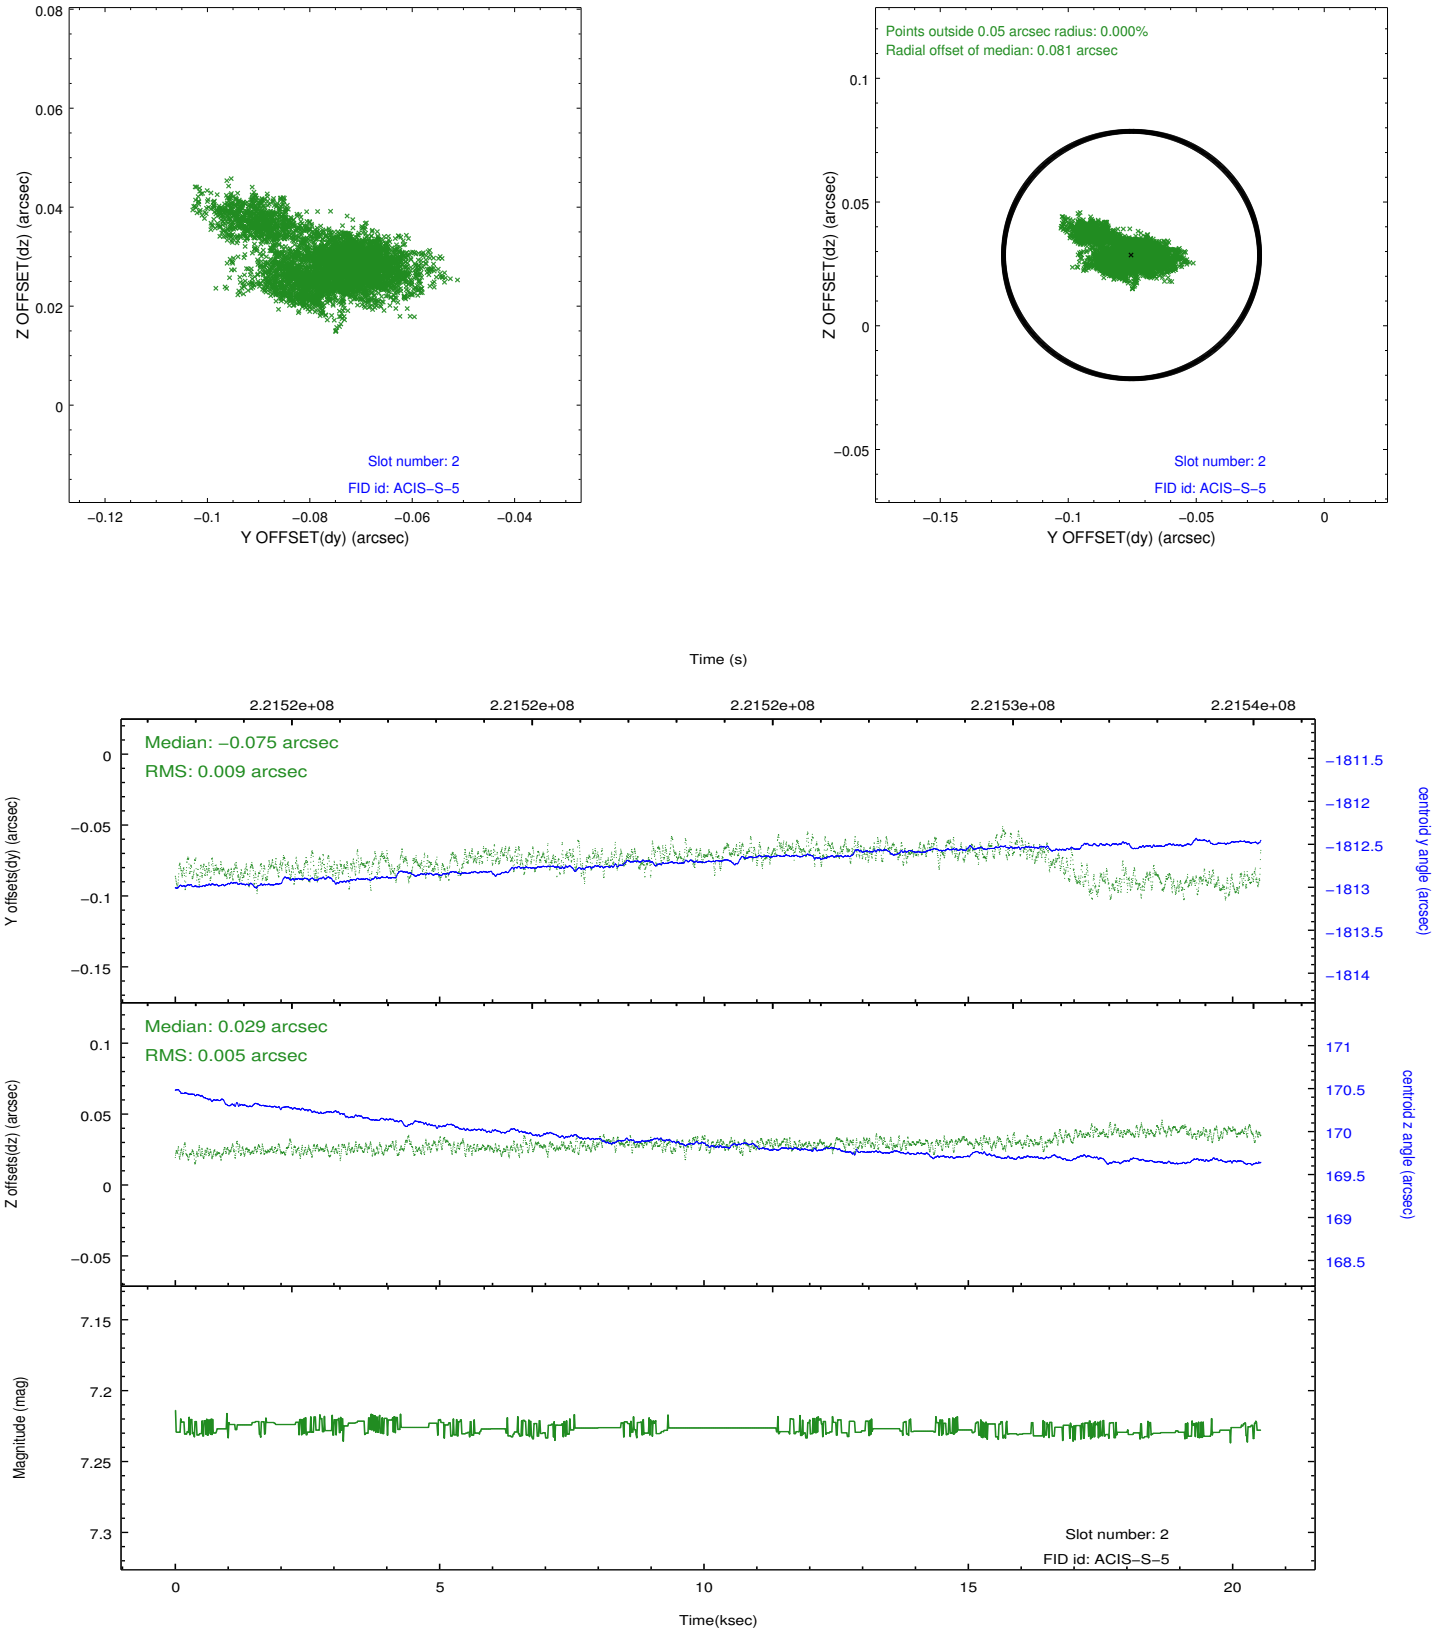 0.08
0.06
0.04
0.02
0
Z OFFSET(dz) (arcsec)
−0.12 −0.1 −0.08 −0.06 −0.04
Y OFFSET(dy) (arcsec)
Slot number: 2
FID id: ACIS−S−5
Points outside 0.05 arcsec radius: 0.000%
Radial offset of median: 0.081 arcsec
0.1
0.05
0
−0.05
Z OFFSET(dz) (arcsec)
−0.15 −0.1 −0.05 0
Y OFFSET(dy) (arcsec)
Slot number: 2
FID id: ACIS−S−5
Time (s)
2.2152e+08 2.2152e+08 2.2152e+08 2.2153e+08 2.2154e+08
Median: −0.075 arcsec
RMS: 0.009 arcsec
0
−0.05
−0.1
−0.15
Y offsets(dy) (arcsec)
−1811.5
−1812
−1812.5
−1813
−1813.5
−1814
centroid y angle (arcsec)
Median: 0.029 arcsec
RMS: 0.005 arcsec
0.1
0.05
0
−0.05
Z offsets(dz) (arcsec)
171
170.5
170
169.5
169
168.5
centroid z angle (arcsec)
7.15
7.2
7.25
7.3
Magnitude (mag)
Slot number: 2
FID id: ACIS−S−5
0 5 10 15 20
Time(ksec)